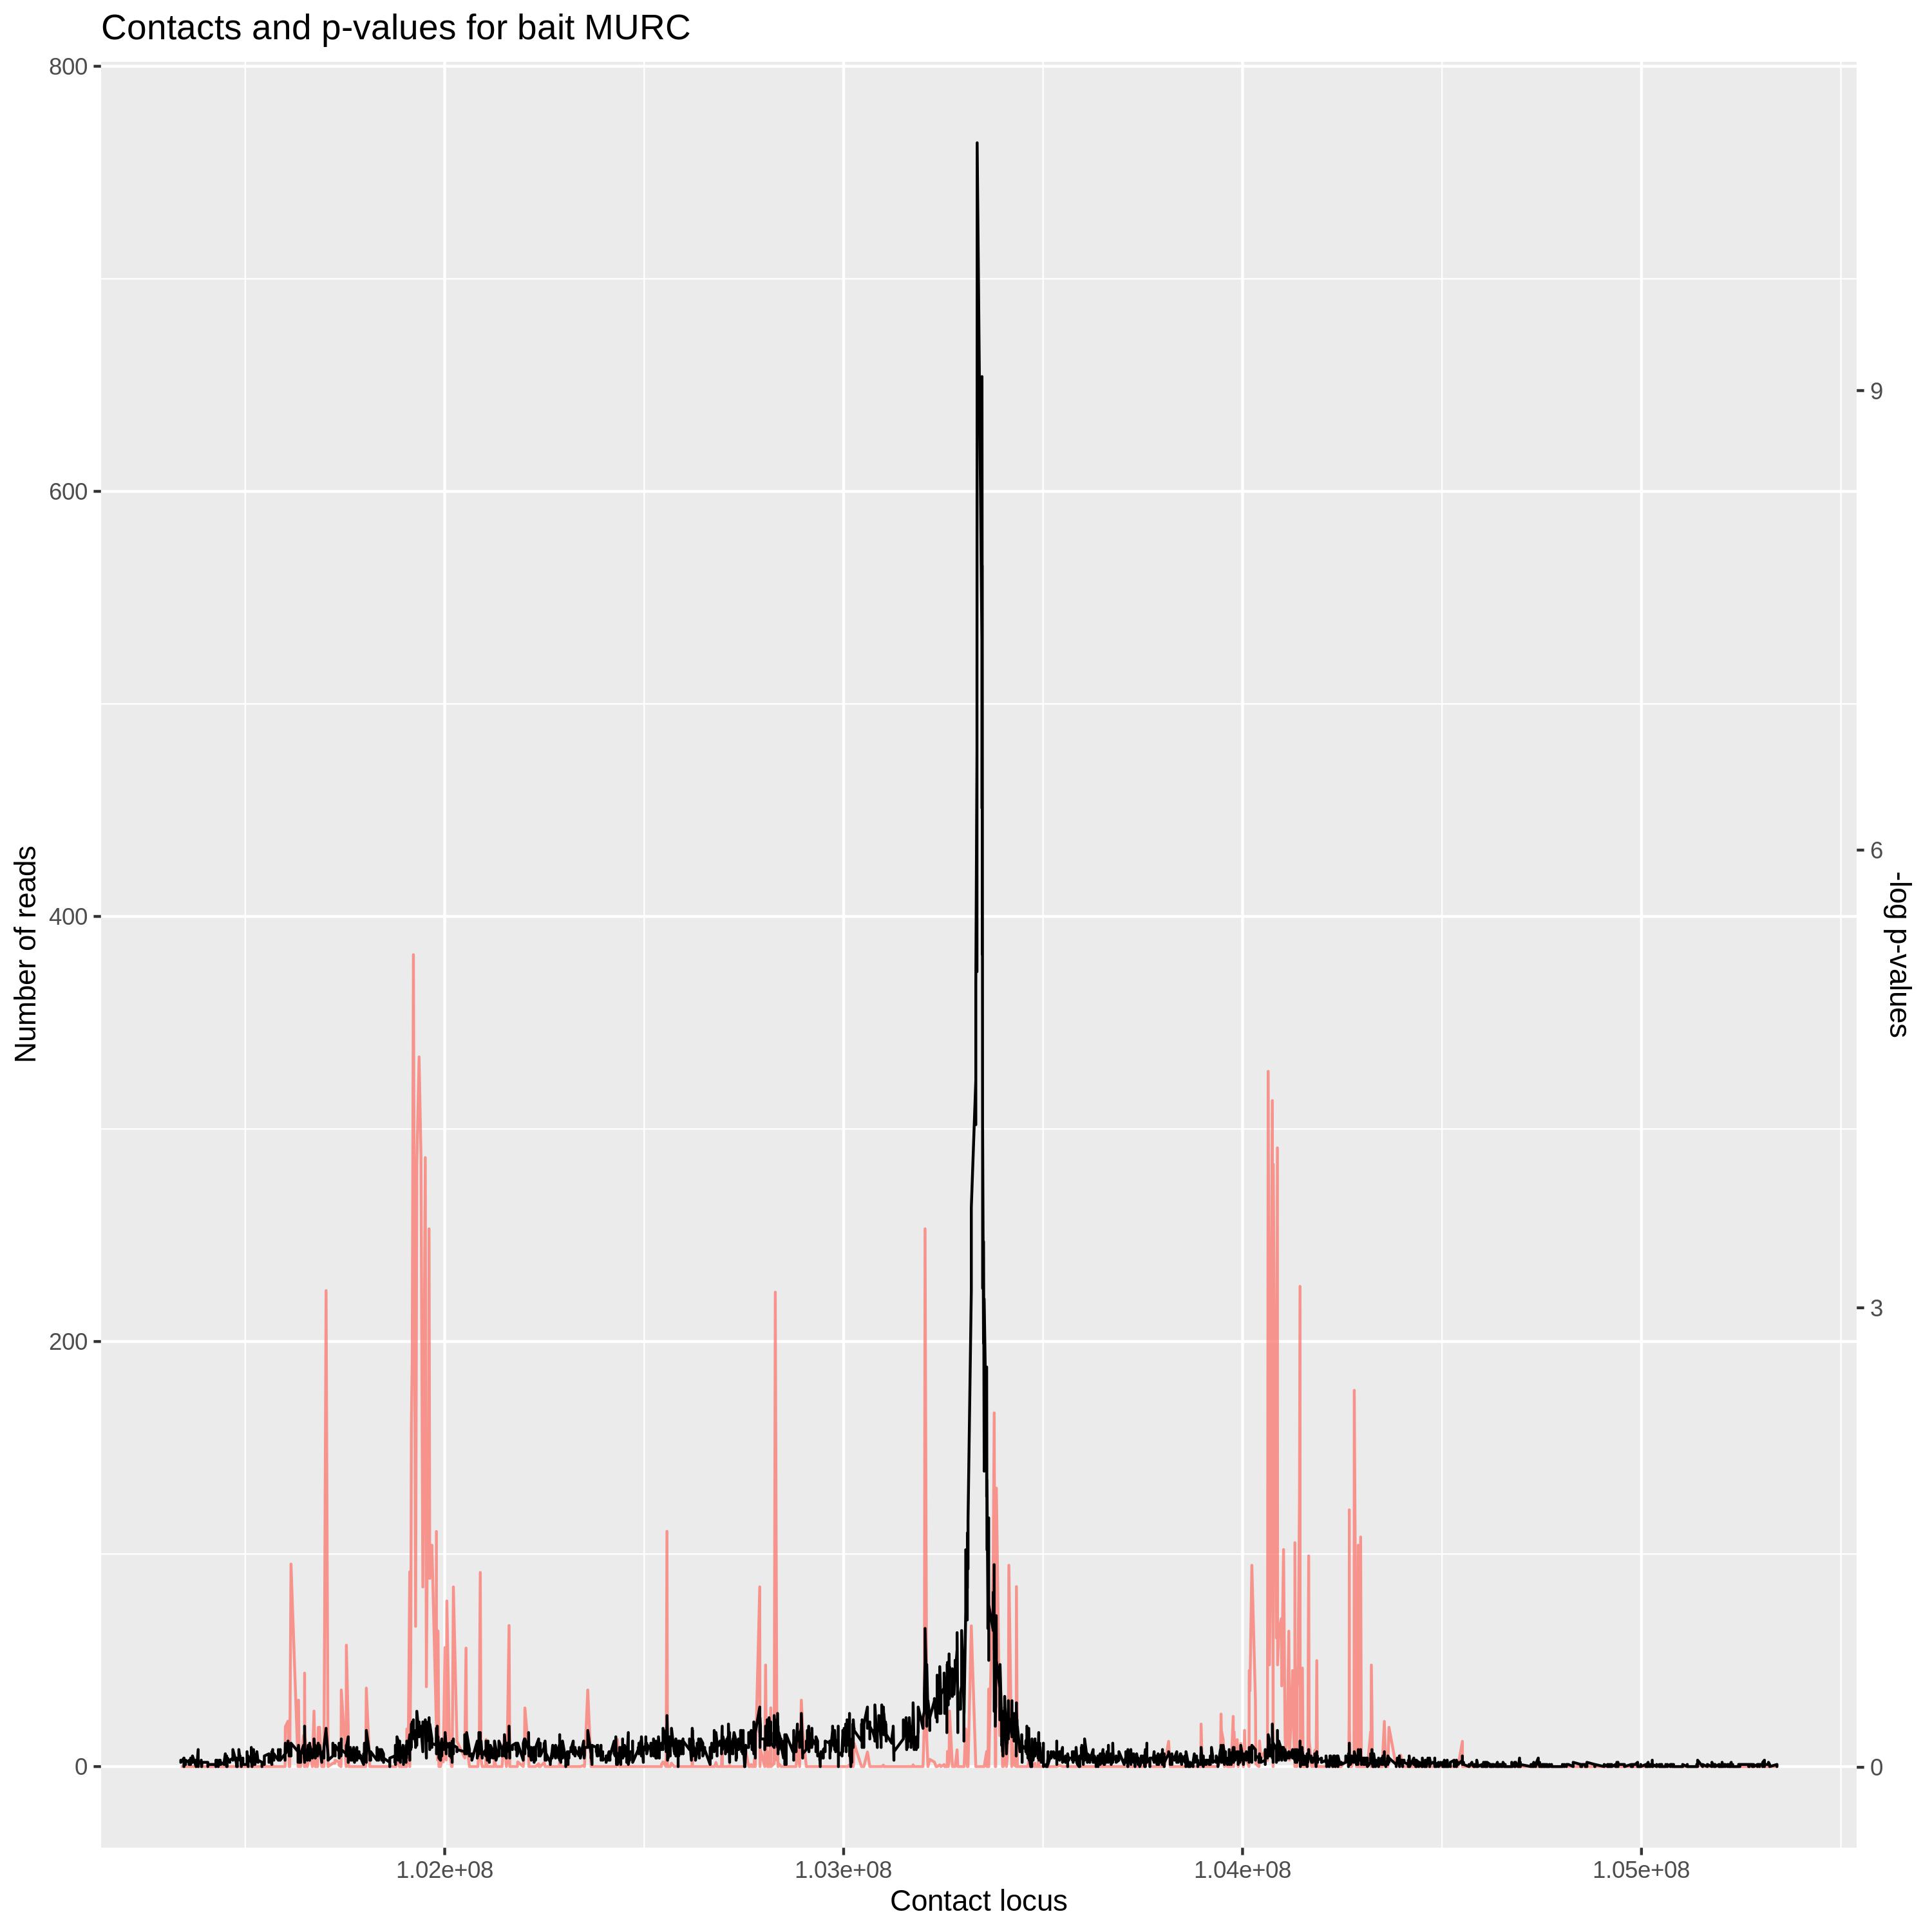 Contacts and p-values for bait MURC
800
600
400
200
0
Number of reads
9
6
3
0
-log p-values
1.02e+08
1.03e+08
1.04e+08
1.05e+08
Contact locus